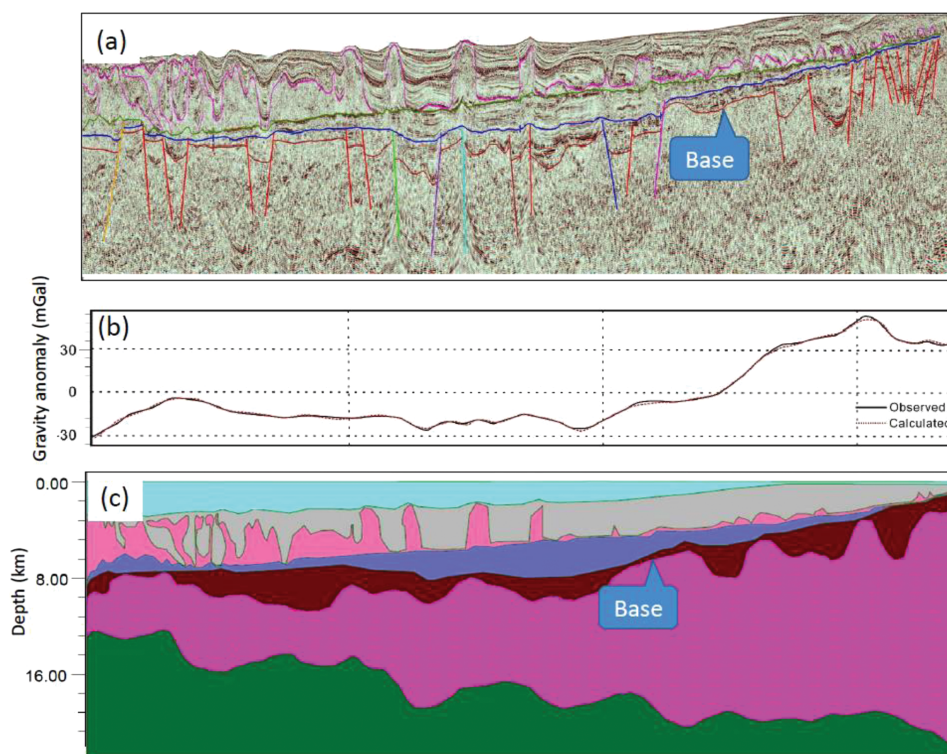 (a)
Base
(b)
Gravity anomaly (mGal)
30
0
-30
Observed
Calculated
(c)
Depth (km)
0.00
8.00
16.00
Base